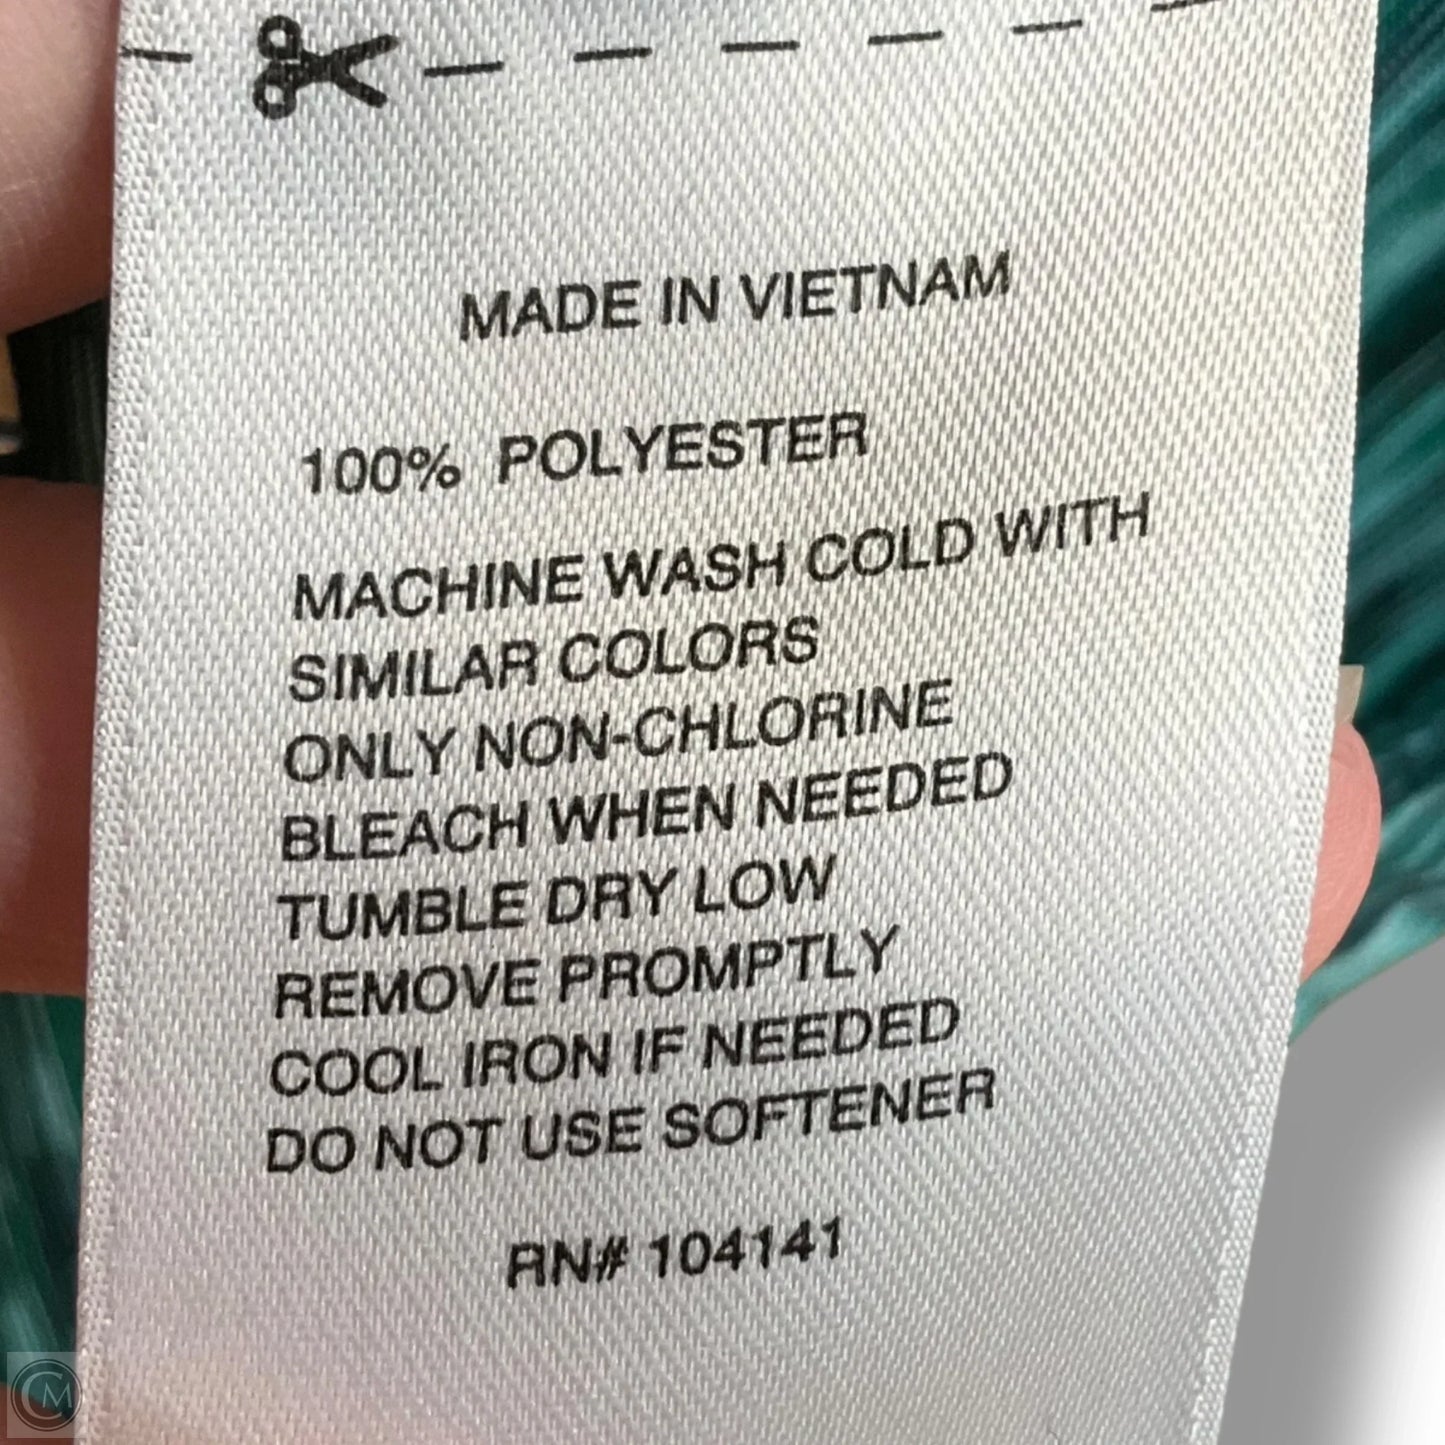 MADE IN VIETNAM
100% POLYESTER
MACHINE WASH COLD WITH
SIMILAR COLORS
ONLY NON-CHLORINE
BLEACH WHEN NEEDED
TUMBLE DRY LOW
REMOVE PROMPTLY
COOL IRON IF NEEDED
DO NOT USE SOFTENER
RN# 104141
CM